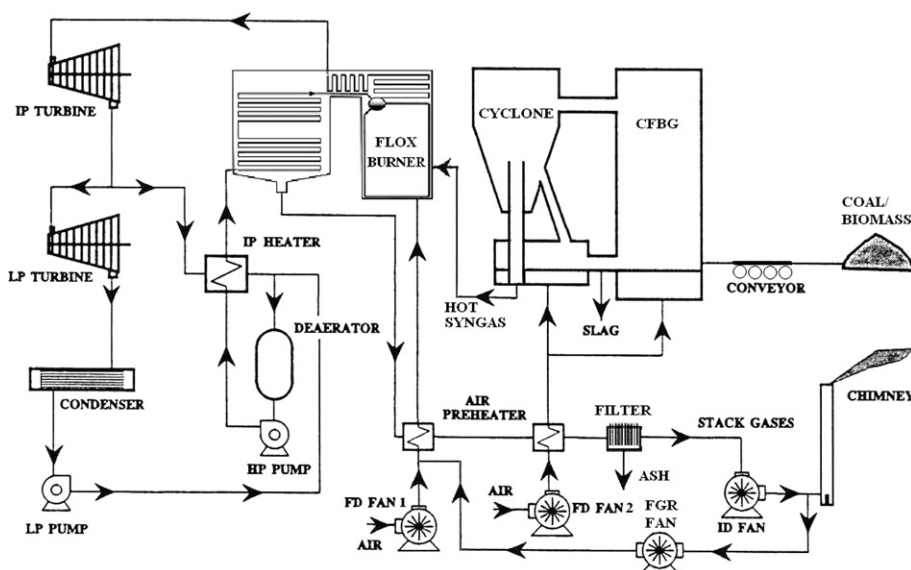 IP TURBINE
CYCLONE
CFBG
FLOX
BURNER
COAL/
BIOMASS
LP TURBINE
IP HEATER
CONVEYOR
HOT
SYNGAS
SLAG
DEAERATOR
CONDENSER
AIR
PREHEATER
FILTER
STACK GASES
CHIMNEY
HP PUMP
ASH
LP PUMP
FD FAN 1
AIR
AIR
FD FAN 2
FGR
FAN
ID FAN